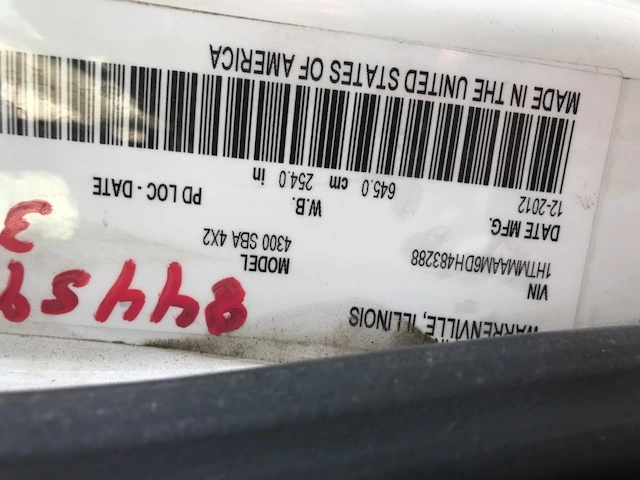 WARRENVILLE, ILLINOIS
VIN MODEL
1HTMMAAM6DH483288 4300 SBA 4X2
DATE MFG. W.B. PD LOC - DATE
12-2012 645.0 cm 254.0 in
MADE IN THE UNITED STATES OF AMERICA